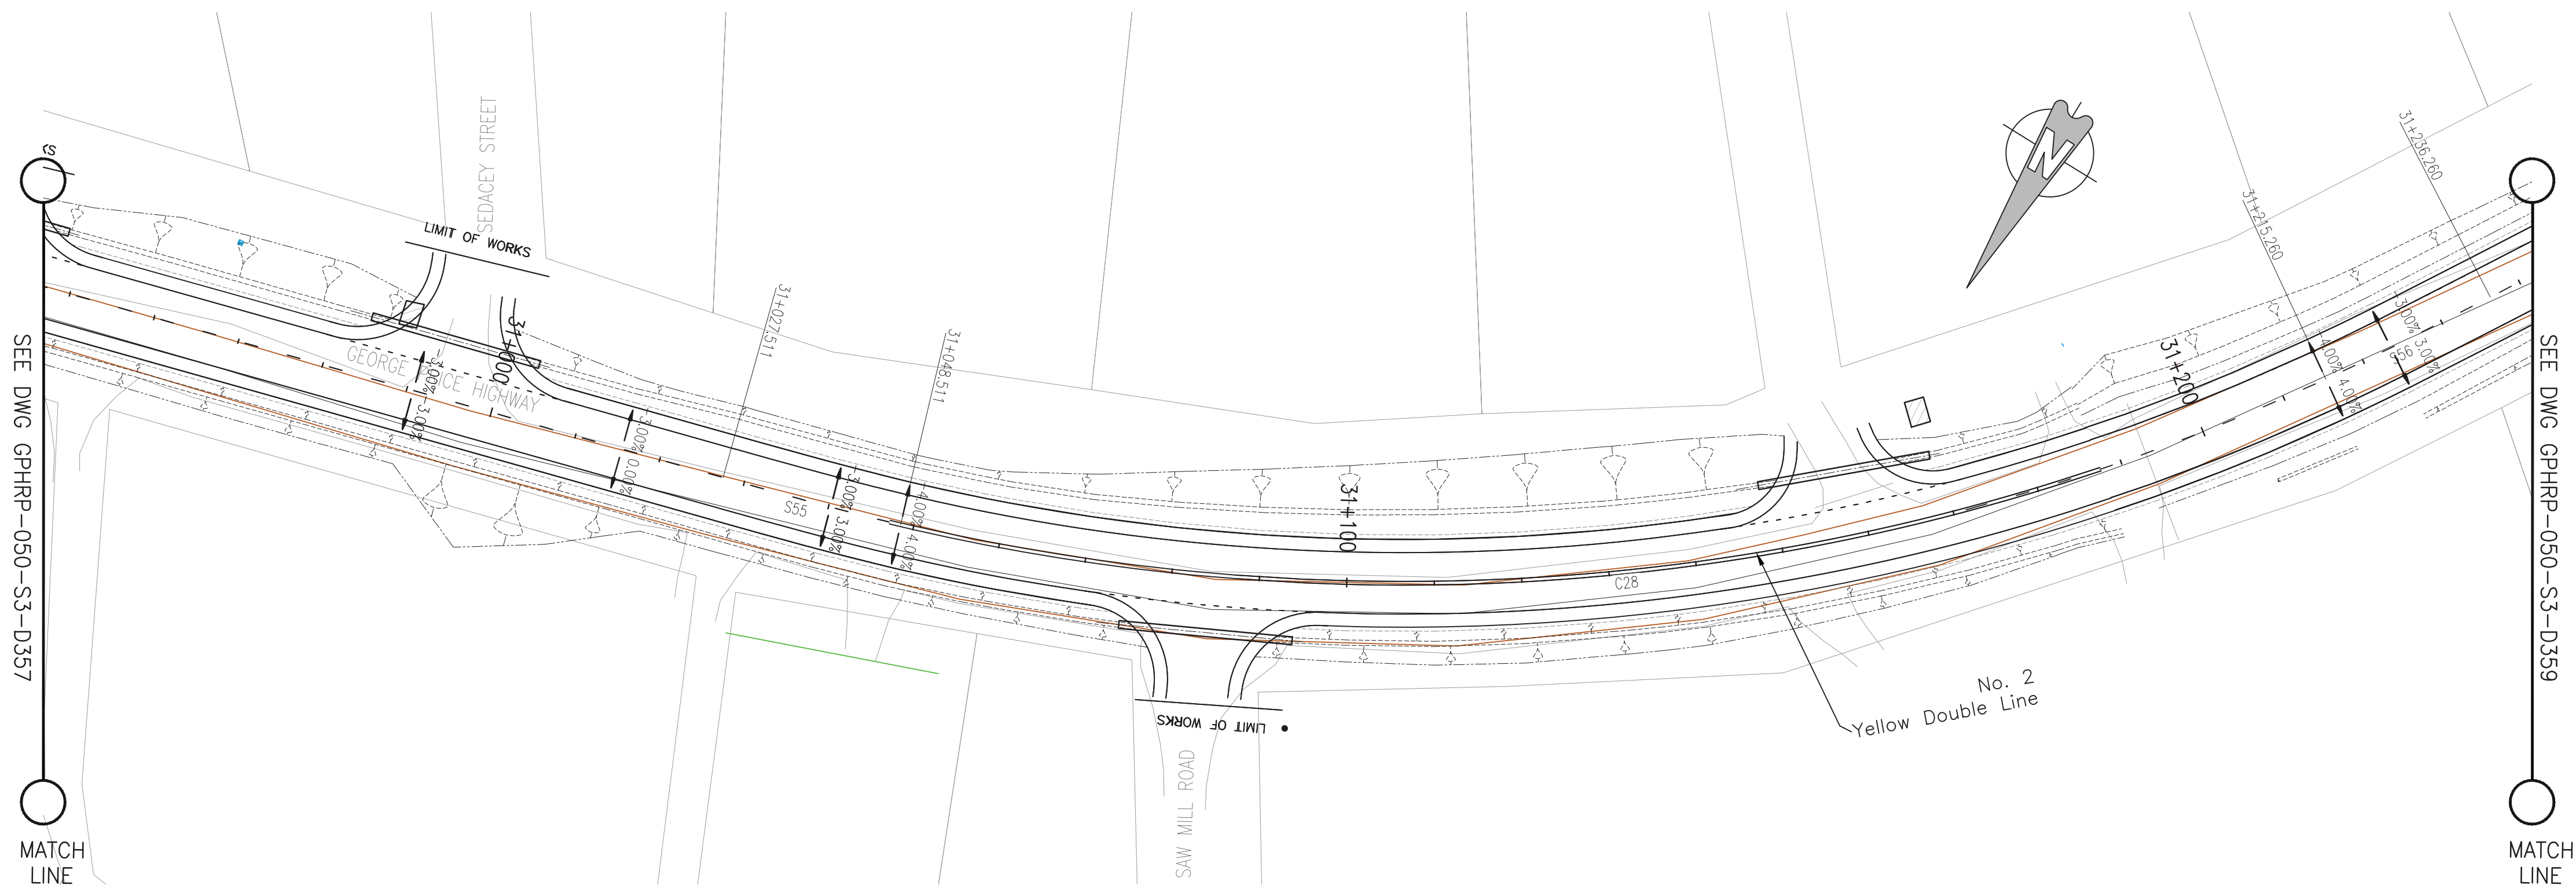 SEDACEY STREET
LIMIT OF WORKS
31+000
31+027.511
31+048.511
N
31+236.260
31+215.260
SEE DWG GPHRP-050-S3-D357
GEORGE PRICE HIGHWAY
-3.00% -3.00%
-3.00% 0.00%
S55
-3.00% 3.00%
-4.00% 4.00%
31+100
C28
31+200
-4.00% 4.00%
-3.00% 3.00%
S56
SEE DWG GPHRP-050-S3-D359
No. 2
Yellow Double Line
LIMIT OF WORKS
SAW MILL ROAD
MATCH
LINE
MATCH
LINE